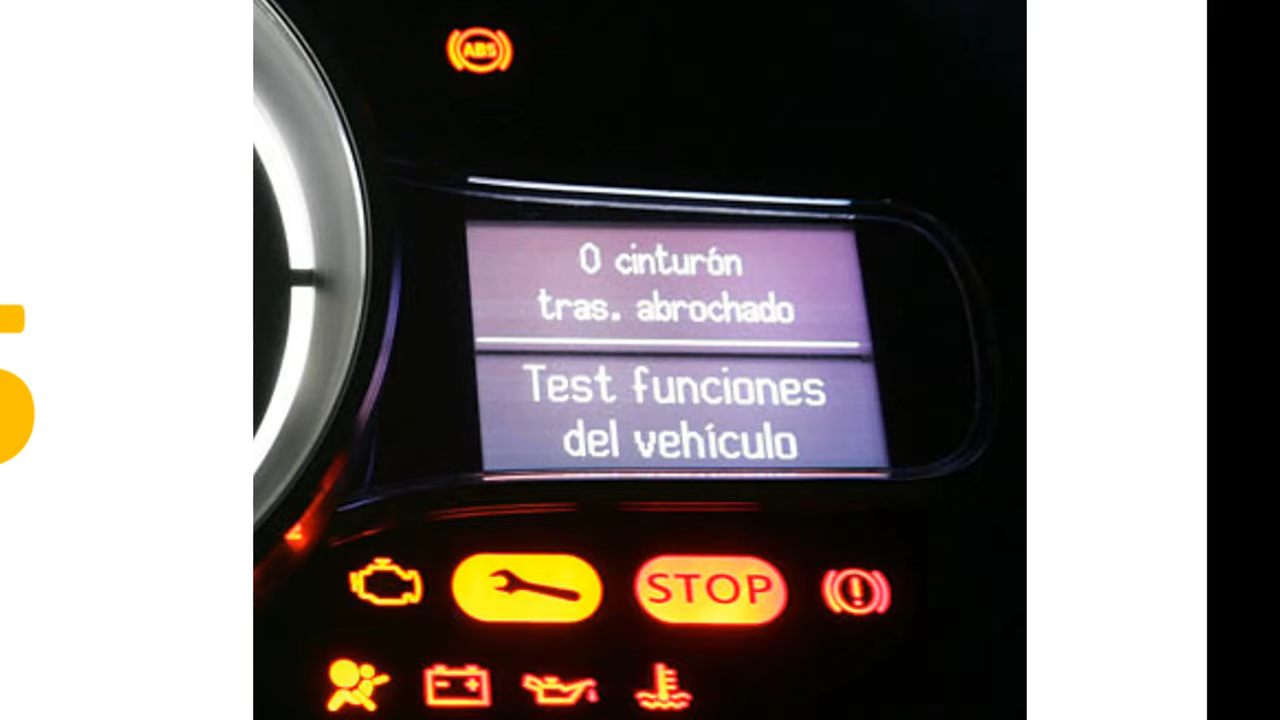 ABS
0 cinturón
tras. abrochado
Test funciones
del vehículo
STOP